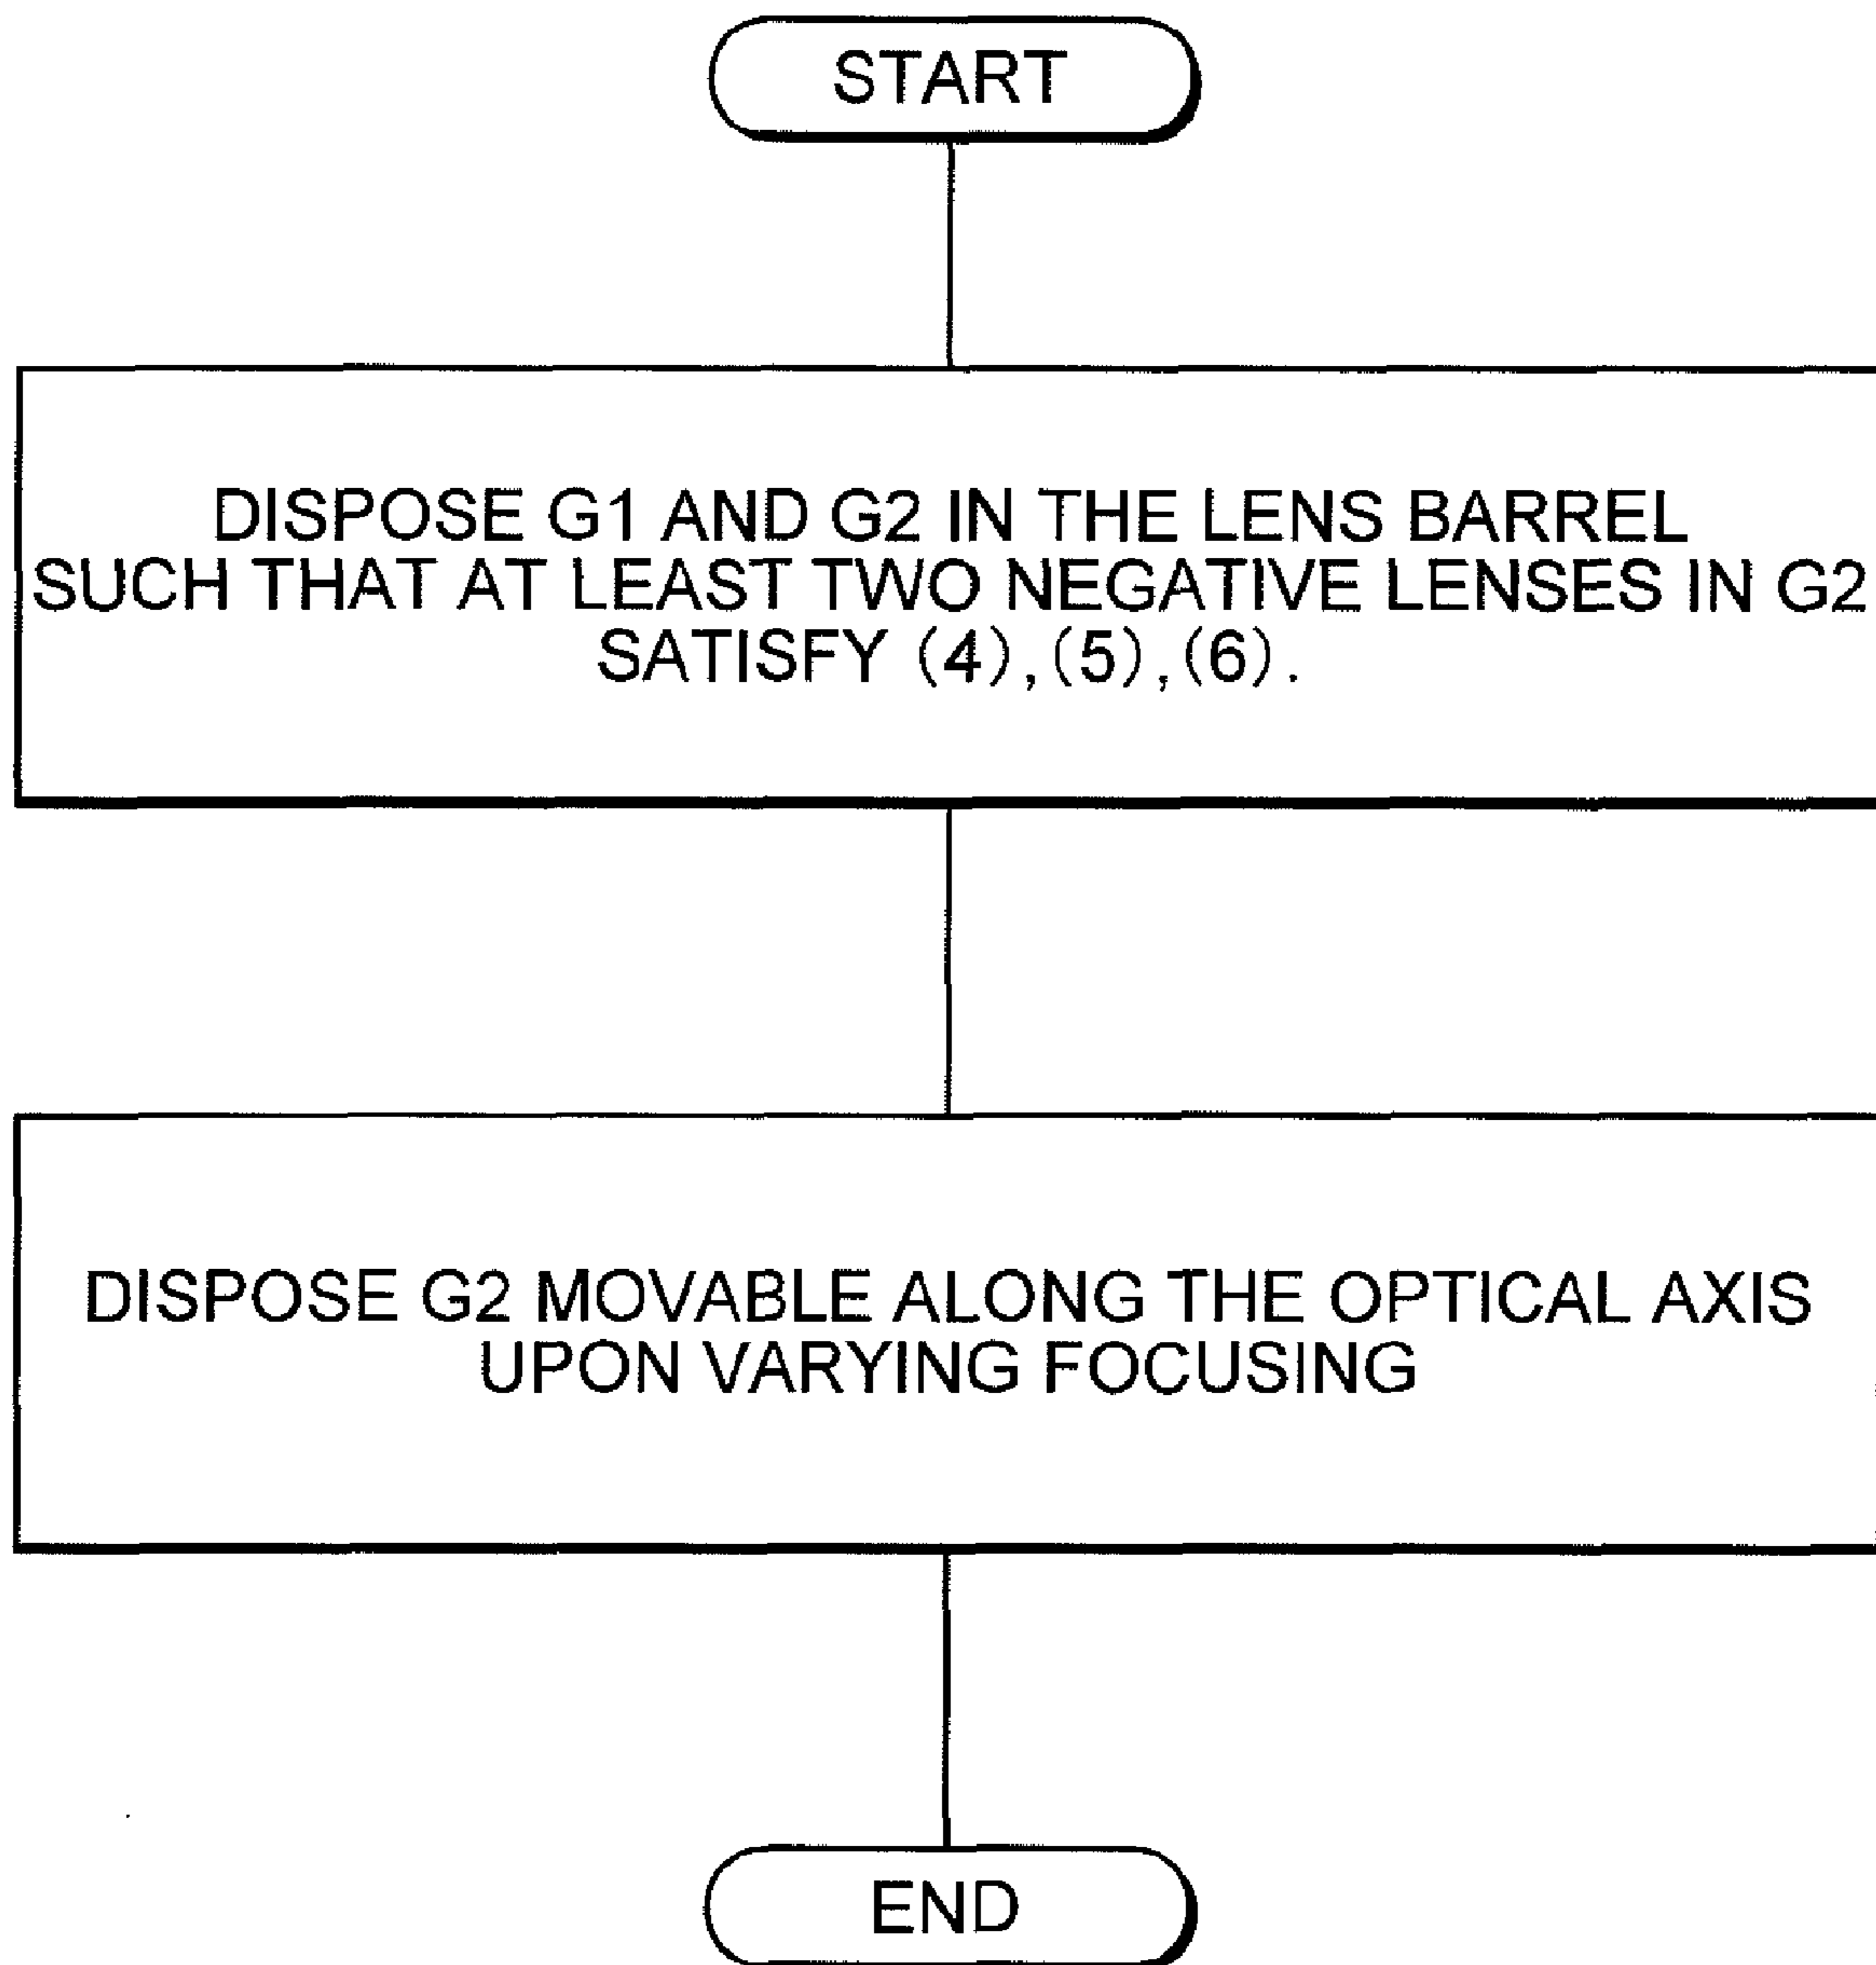 START
DISPOSE G1 AND G2 IN THE LENS BARREL
SUCH THAT AT LEAST TWO NEGATIVE LENSES IN G2
SATISFY (4),(5),(6).
DISPOSE G2 MOVABLE ALONG THE OPTICAL AXIS
UPON VARYING FOCUSING
END